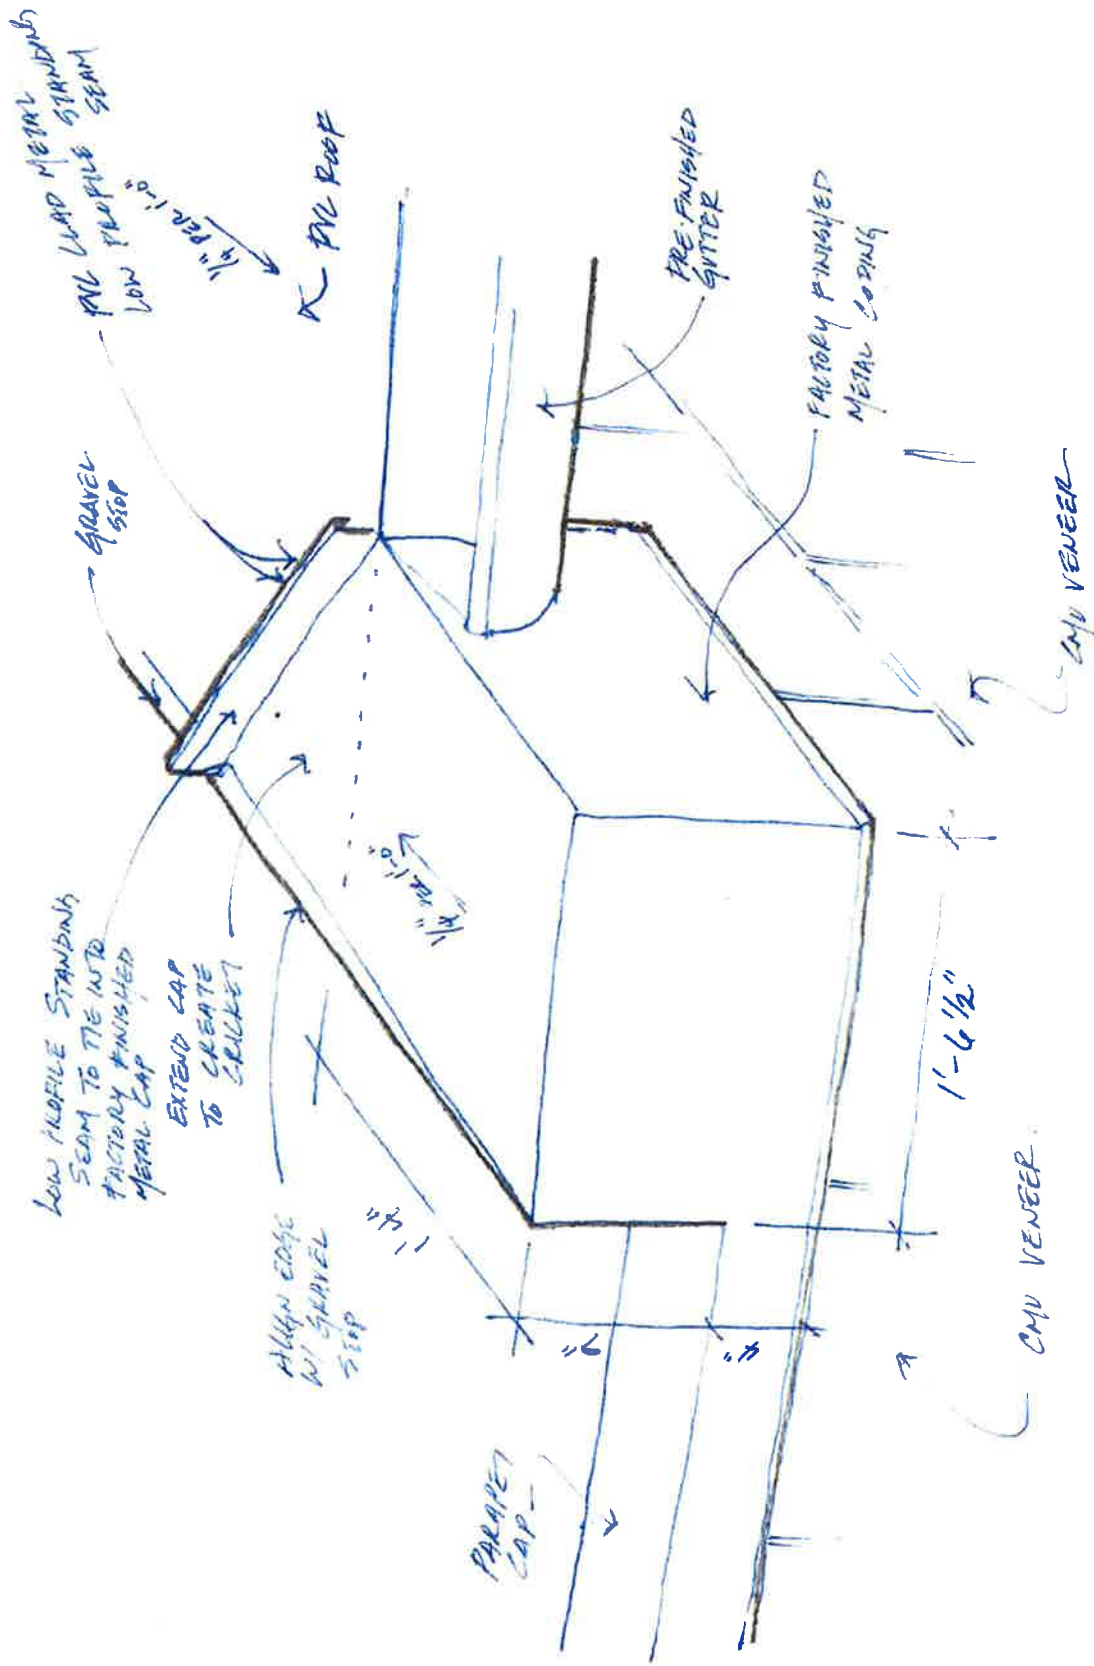 PVC CLAD METAL
LOW PROFILE STANDING
SEAM
1/4" PER 1'-0"
PVC ROOF
GRAVEL
STOP
LOW PROFILE STANDING
SEAM TO TIE INTO
FACTORY FINISHED
METAL CAP
EXTEND CAP
TO CREATE
CRICKET
ALIGN EDGE
W/ GRAVEL
STOP
1/4" PER 1'-0"
PRE-FINISHED
GUTTER
FACTORY FINISHED
METAL COPING
PARAPET
CAP
4"
1'-6 1/2"
CMU VENEER
CMU VENEER.